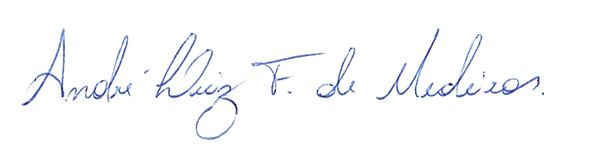 André Luiz F. de Medeiros.